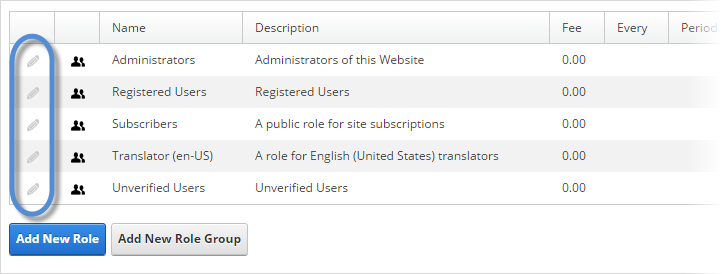 Name Description Fee Every Period
Administrators Administrators of this Website 0.00
Registered Users Registered Users 0.00
Subscribers A public role for site subscriptions 0.00
Translator (en-US) A role for English (United States) translators 0.00
Unverified Users Unverified Users 0.00
Add New Role Add New Role Group